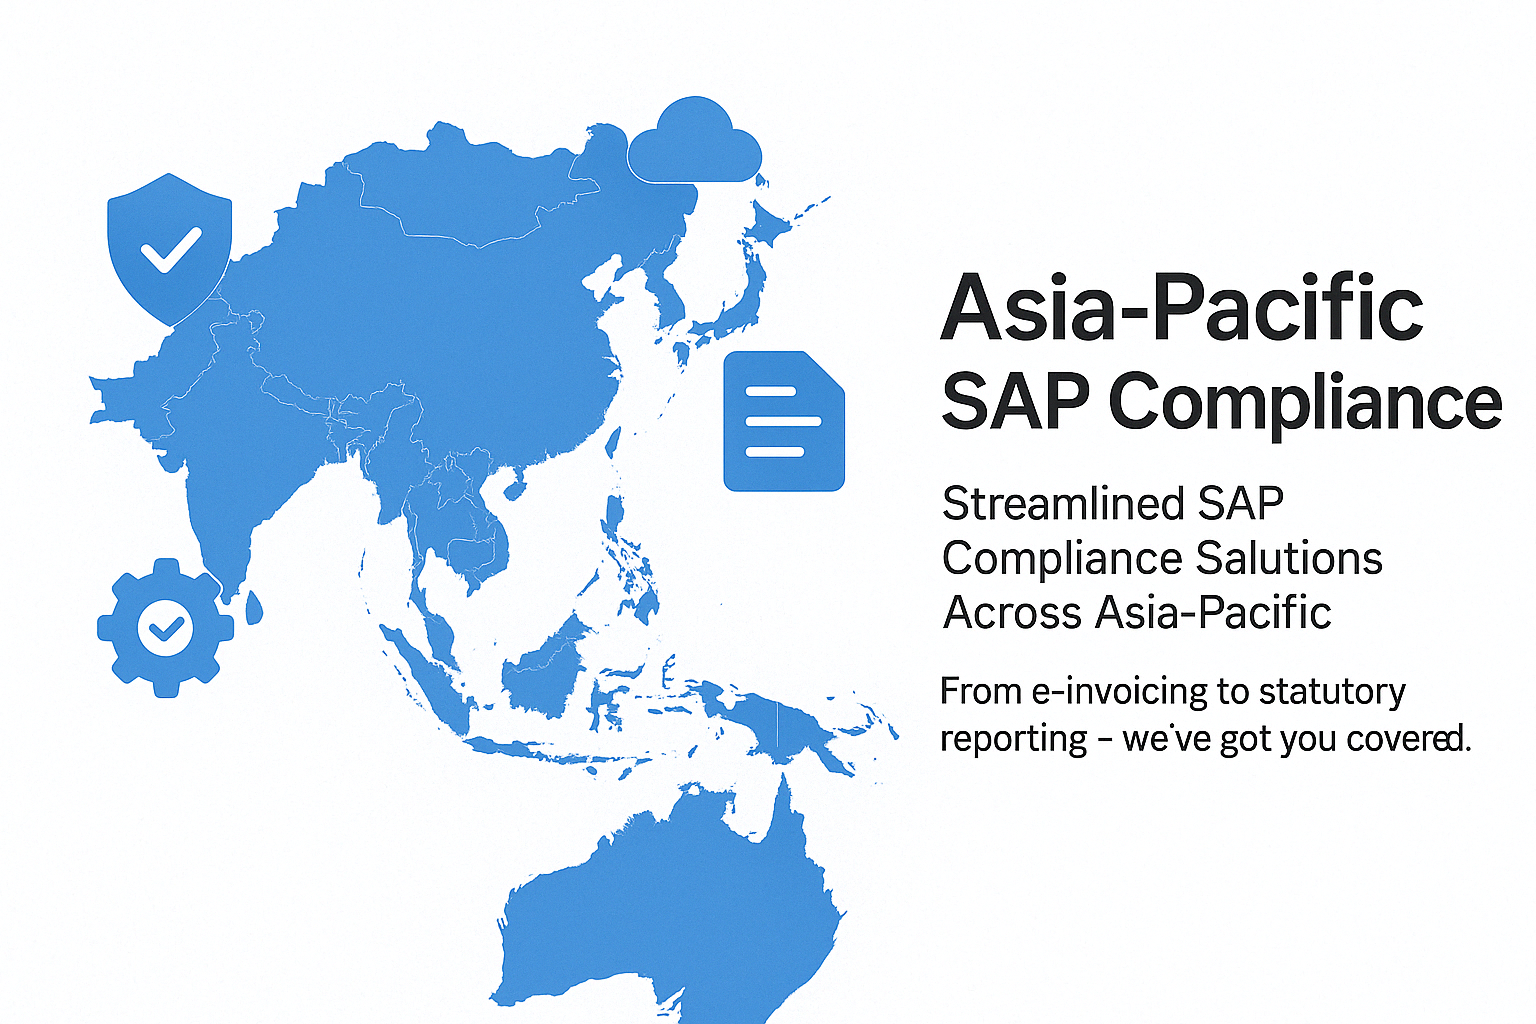 Asia-Pacific
SAP Compliance
Streamlined SAP
Compliance Salutions
Across Asia-Pacific
From e-invoicing to statutory
reporting – we've got you covered.